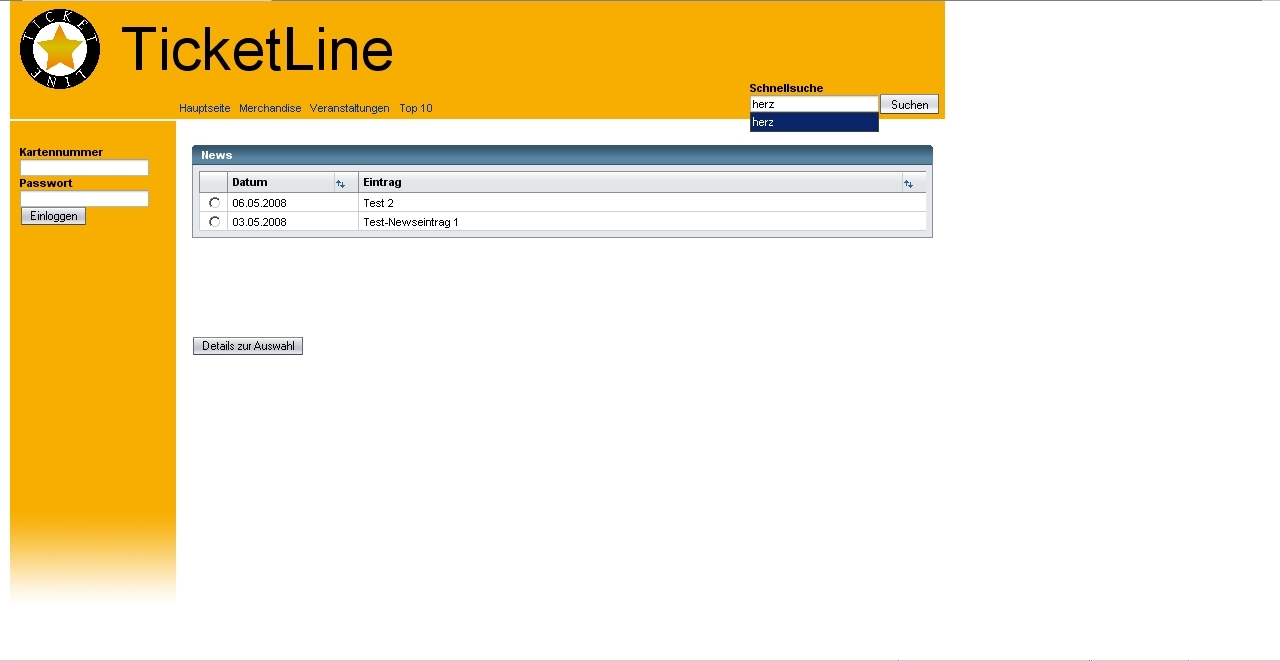 TICKET LINE
TicketLine
Hauptseite Merchandise Veranstaltungen Top 10
Schnellsuche
herz Suchen
herz
Kartennummer
Passwort
Einloggen
News
Datum Eintrag
06.05.2008 Test 2
03.05.2008 Test-Newseintrag 1
Details zur Auswahl